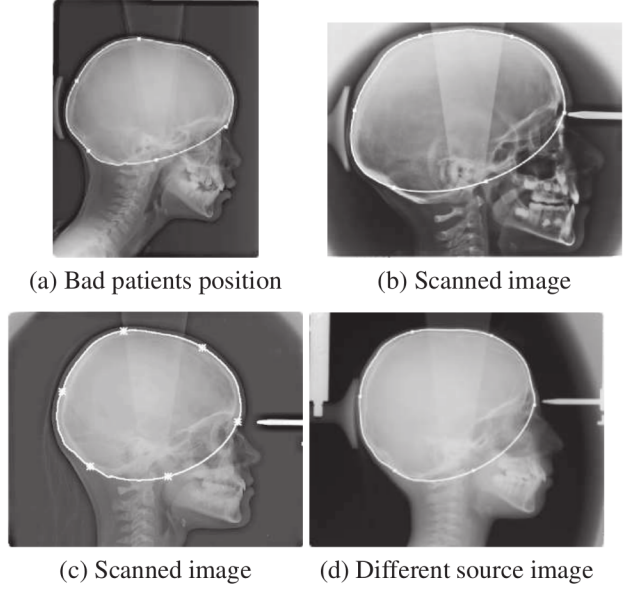 (a) Bad patients position
(b) Scanned image
(c) Scanned image
(d) Different source image